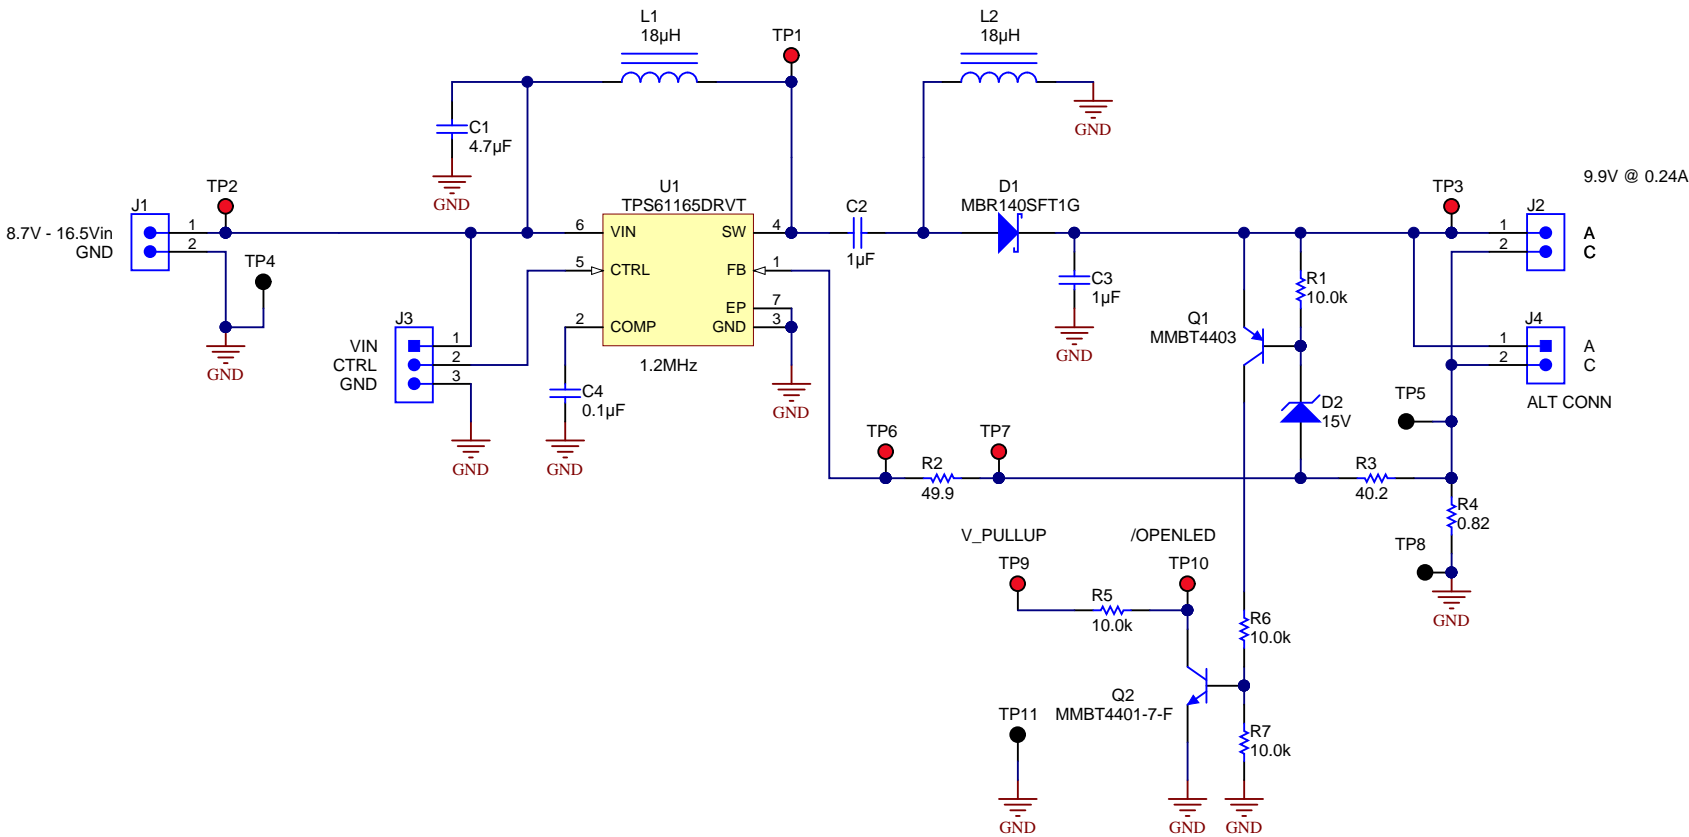 L1
18µH
TP1
L2
18µH
GND
C1
4.7µF
GND
U1
TPS61165DRVT
VIN
CTRL
COMP
SW
FB
EP
GND
6
5
2
4
1
7
3
1.2MHz
J1
TP2
8.7V - 16.5Vin
GND
1
2
TP4
GND
J3
VIN
CTRL
GND
1
2
3
GND
C4
0.1µF
GND
GND
C2
1µF
D1
MBR140SFT1G
C3
1µF
GND
Q1
MMBT4403
R1
10.0k
D2
15V
TP3
9.9V @ 0.24A
J2
1
2
A
C
J4
1
2
A
C
ALT CONN
TP5
TP6
R2
49.9
TP7
R3
40.2
R4
0.82
TP8
GND
V_PULLUP
TP9
/OPENLED
TP10
R5
10.0k
R6
10.0k
Q2
MMBT4401-7-F
R7
10.0k
TP11
GND
GND
GND